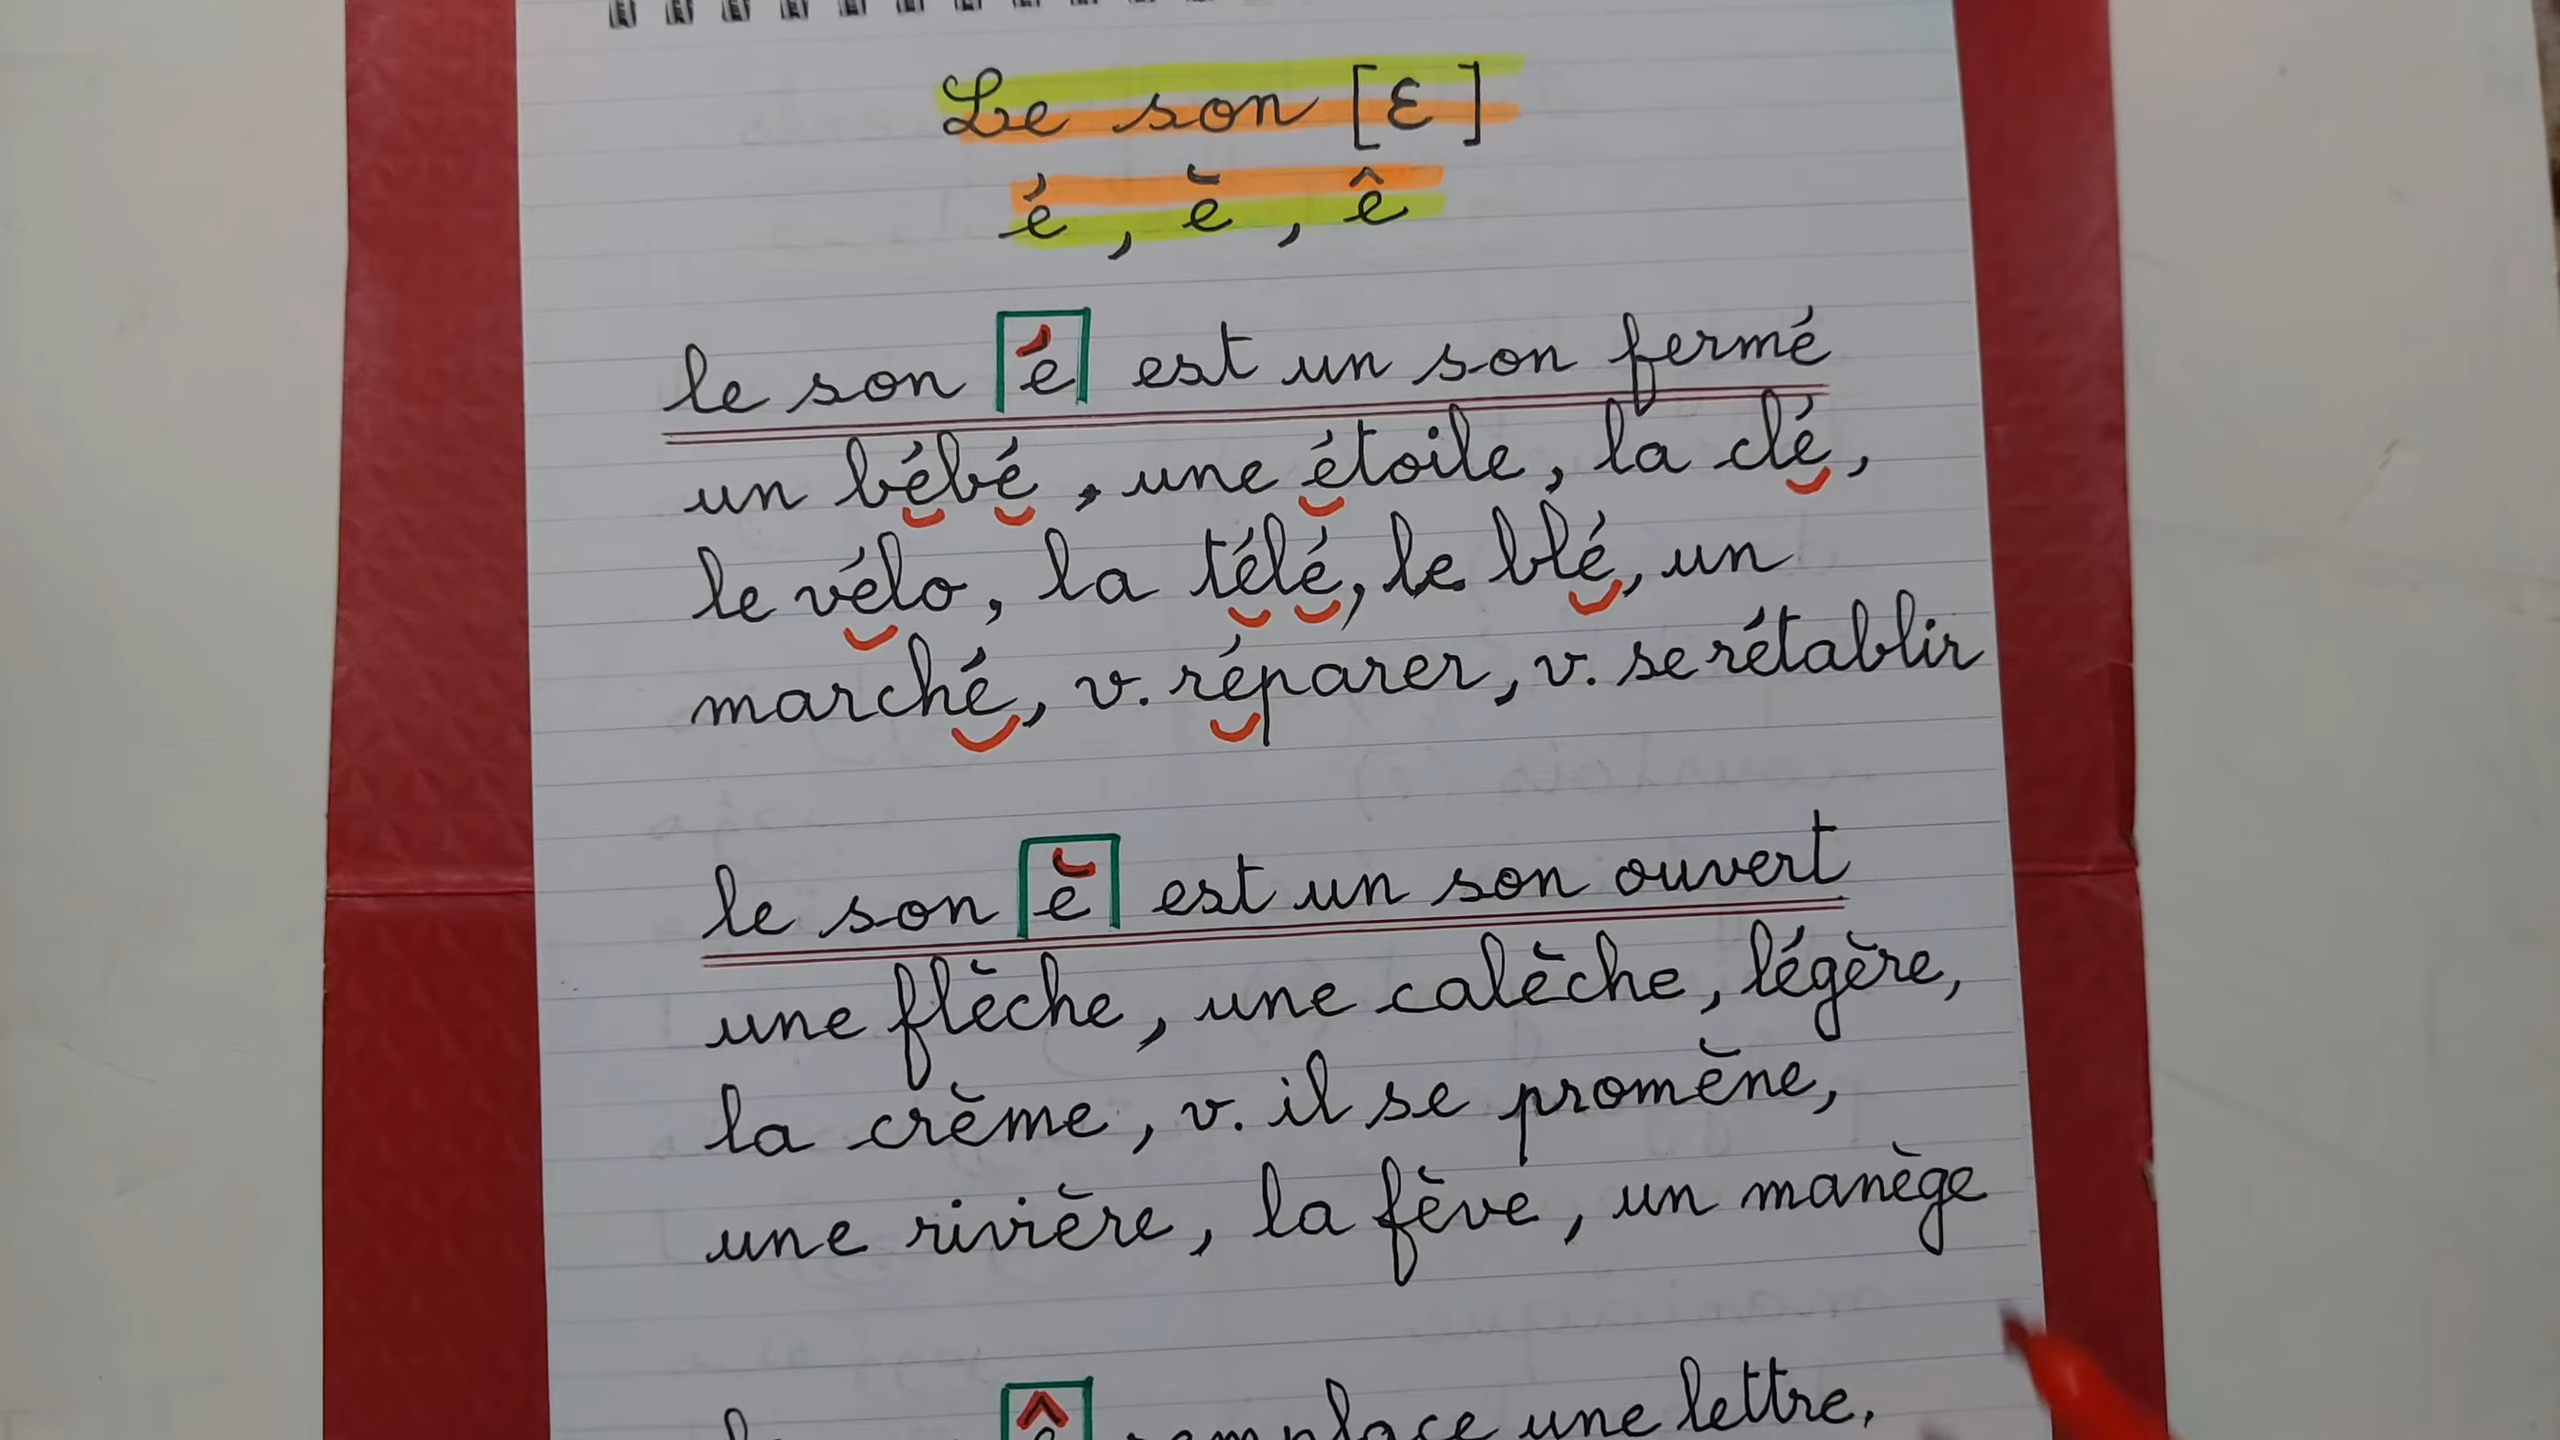 Le son [ɛ]
é, è, ê
le son é est un son fermé
un bébé, une étoile, la clé,
le vélo, la télé, le blé, un
marché, v. réparer, v. se rétablir
le son è est un son ouvert
une flèche, une calèche, légère,
la crème, v. il se promène,
une rivière, la fève, un manège
ê remplace une lettre.